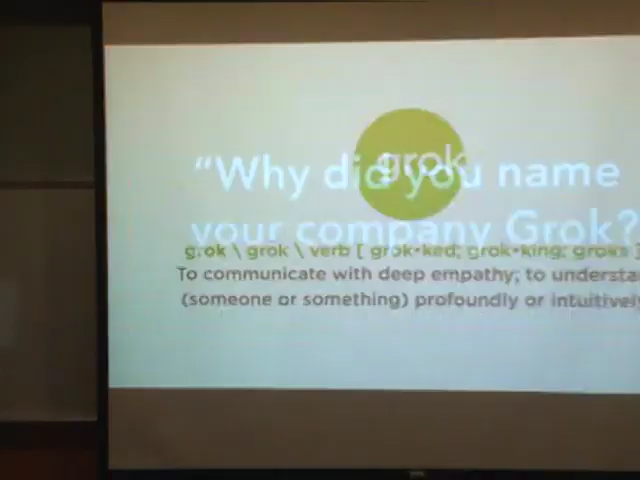 grok
“Why did you name
your company Grok?
grok \ grok \ verb [ grok•ked; grok•king; groks ]
To communicate with deep empathy; to understa
(someone or something) profoundly or intuitively